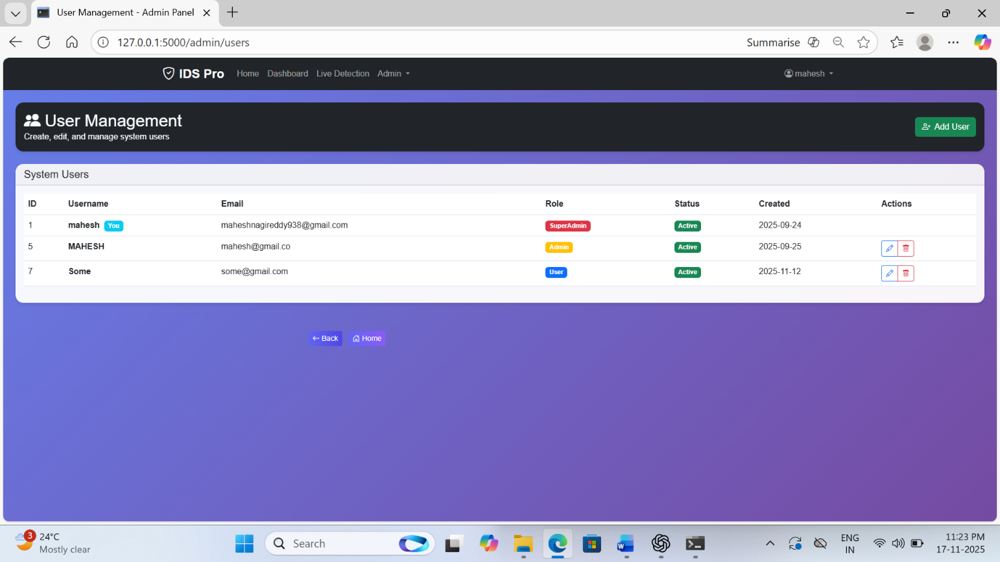 User Management - Admin Panel
127.0.0.1:5000/admin/users
Summarise
IDS Pro Home Dashboard Live Detection Admin mahesh
User Management
Create, edit, and manage system users
Add User
System Users
ID Username Email Role Status Created Actions
1 mahesh You maheshnagireddy938@gmail.com SuperAdmin Active 2025-09-24
5 MAHESH mahesh@gmail.co Admin Active 2025-09-25
7 Some some@gmail.com User Active 2025-11-12
Back Home
3
24°C
Mostly clear
Search
W
ENG
IN
11:23 PM
17-11-2025